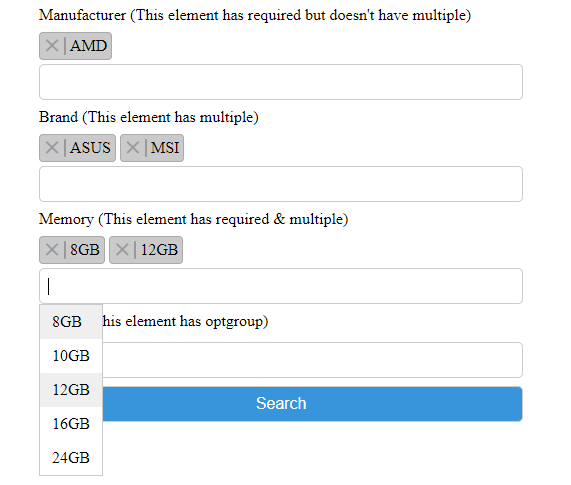 Manufacturer (This element has required but doesn't have multiple)
AMD
Brand (This element has multiple)
ASUS MSI
Memory (This element has required & multiple)
8GB 12GB
8GB
his element has optgroup)
10GB
12GB
Search
16GB
24GB